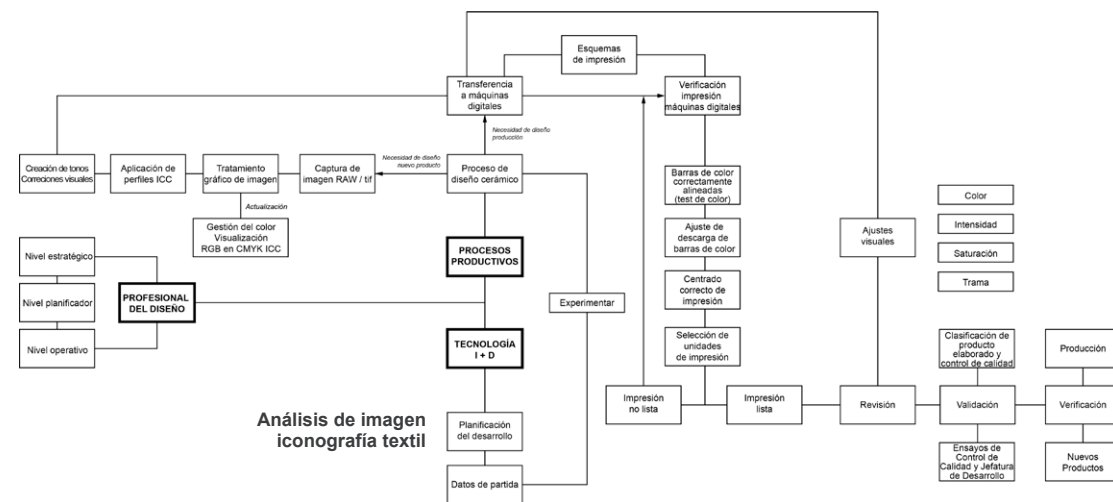 Esquemas
de impresión
Transferencia
a máquinas
digitales
Verificación
impresión
máquinas digitales
Necesidad de diseño
producción
Necesidad de diseño
nuevo producto
Creación de tonos
Correciones visuales
Aplicación de
perfiles ICC
Tratamiento
gráfico de imagen
Captura de
imagen RAW / tif
Proceso de
diseño cerámico
Barras de color
correctamente
alineadas
(test de color)
Actualización
Gestión del color
Visualización
RGB en CMYK ICC
Ajuste de
descarga de
barras de color
Ajustes
visuales
Color
Intensidad
Saturación
Trama
Nivel estratégico
Nivel planificador
Nivel operativo
PROFESIONAL
DEL DISEÑO
PROCESOS
PRODUCTIVOS
Experimentar
Centrado
correcto de
impresión
TECNOLOGÍA
I + D
Selección de
unidades
de impresión
Clasificación de
producto
elaborado y
control de calidad
Producción
Impresión
no lista
Impresión
lista
Revisión
Validación
Verificación
Análisis de imagen
iconografía textil
Planificación
del desarrollo
Datos de partida
Ensayos de
Control de
Calidad y Jefatura
de Desarrollo
Nuevos
Productos